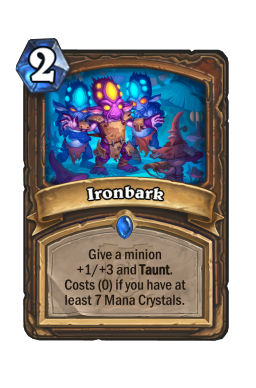 2
Ironbark
Give a minion
+1/+3 and Taunt.
Costs (0) if you have at
least 7 Mana Crystals.